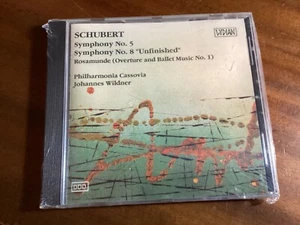 SCHUBERT
Symphony No. 5
Symphony No. 8 "Unfinished"
Rosamunde (Overture and Ballet Music No. 1)
Philharmonia Cassovia
Johannes Wildner
DDD